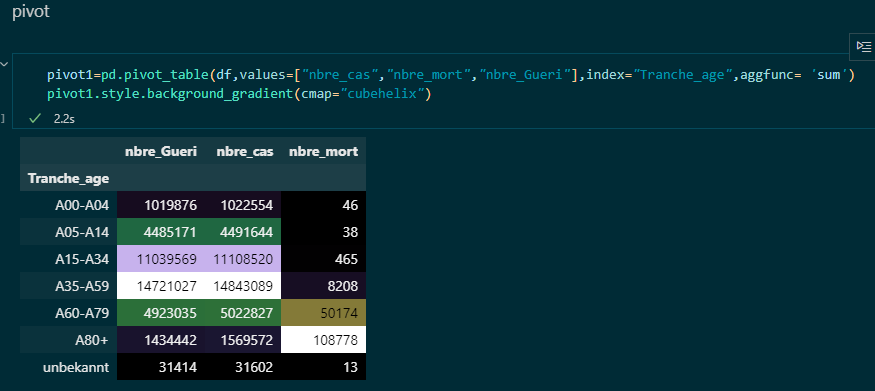 pivot
pivot1=pd.pivot_table(df,values=["nbre_cas","nbre_mort","nbre_Gueri"],index="Tranche_age",aggfunc= 'sum')
pivot1.style.background_gradient(cmap="cubehelix")
] 2.2s
nbre_Gueri nbre_cas nbre_mort
Tranche_age
A00-A04 1019876 1022554 46
A05-A14 4485171 4491644 38
A15-A34 11039569 11108520 465
A35-A59 14721027 14843089 8208
A60-A79 4923035 5022827 50174
A80+ 1434442 1569572 108778
unbekannt 31414 31602 13